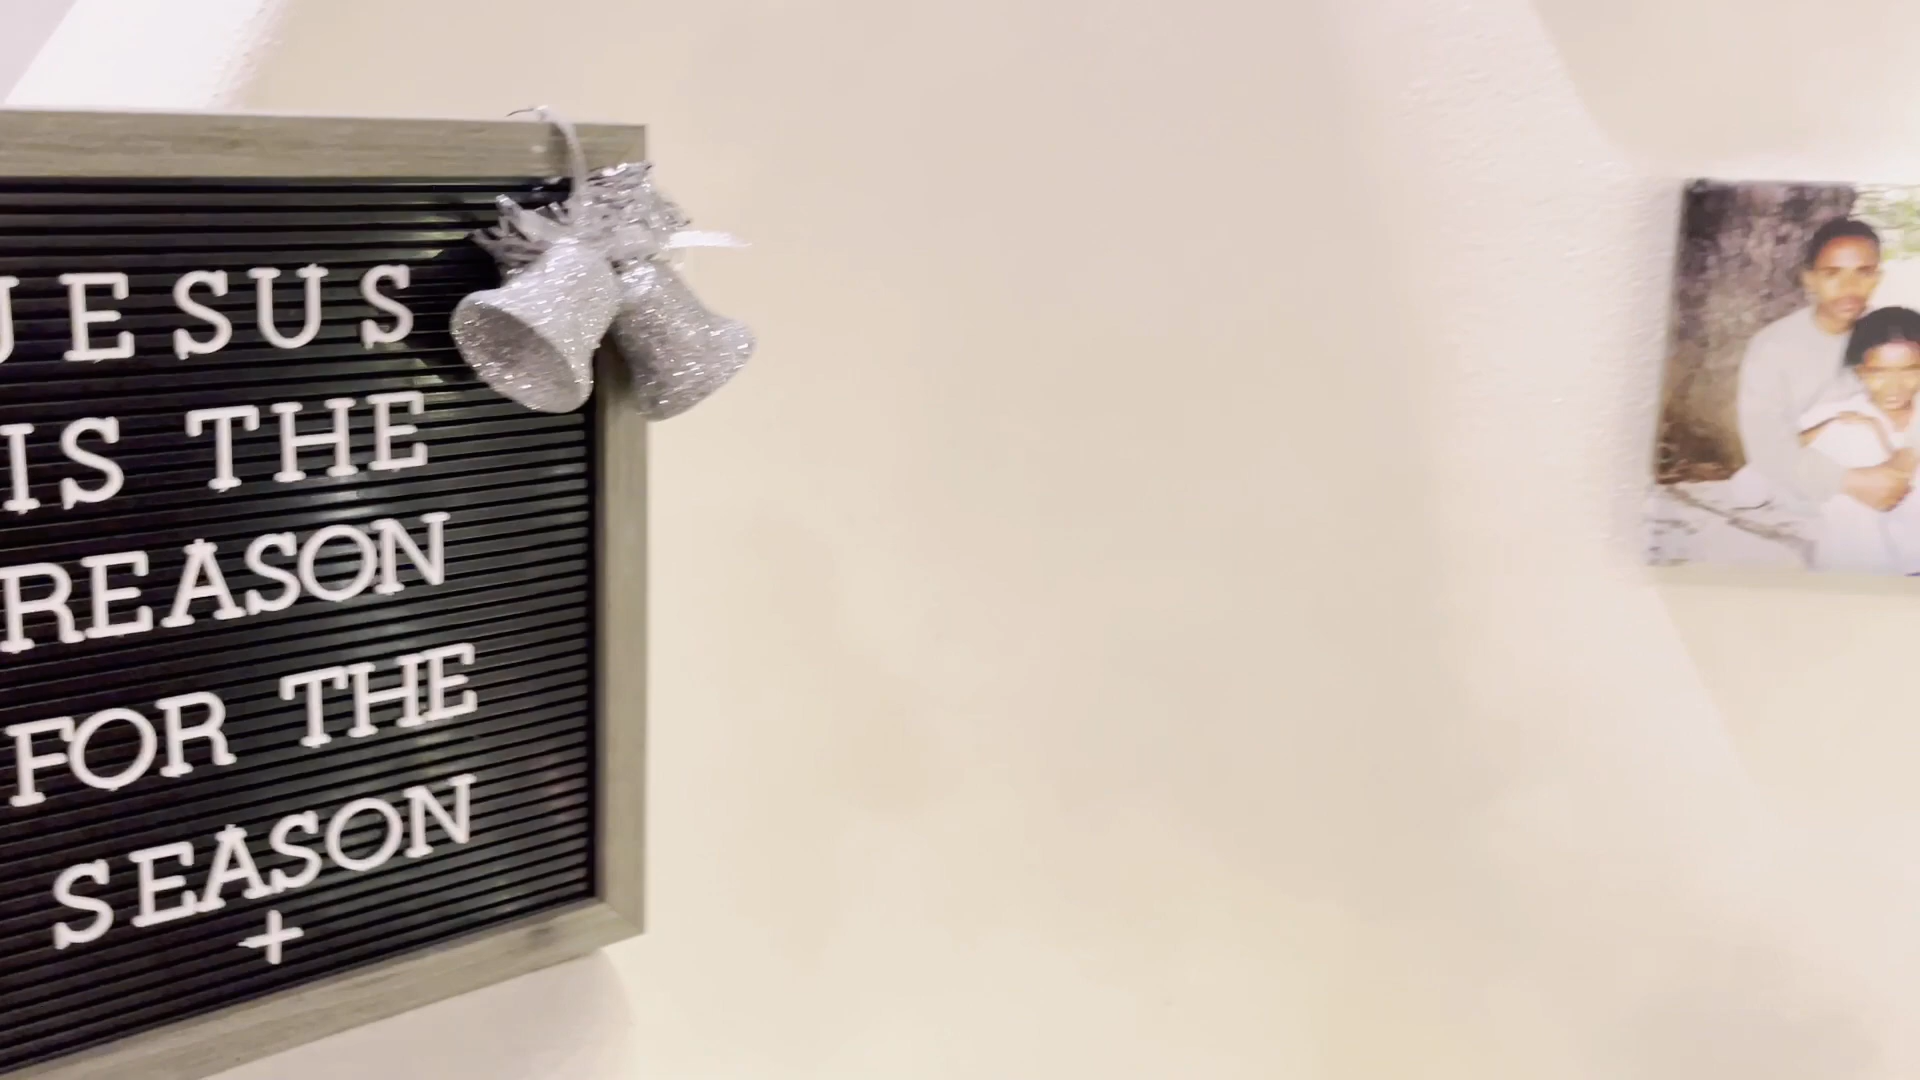 JESUS
IS THE
REASON
FOR THE
SEASON
+